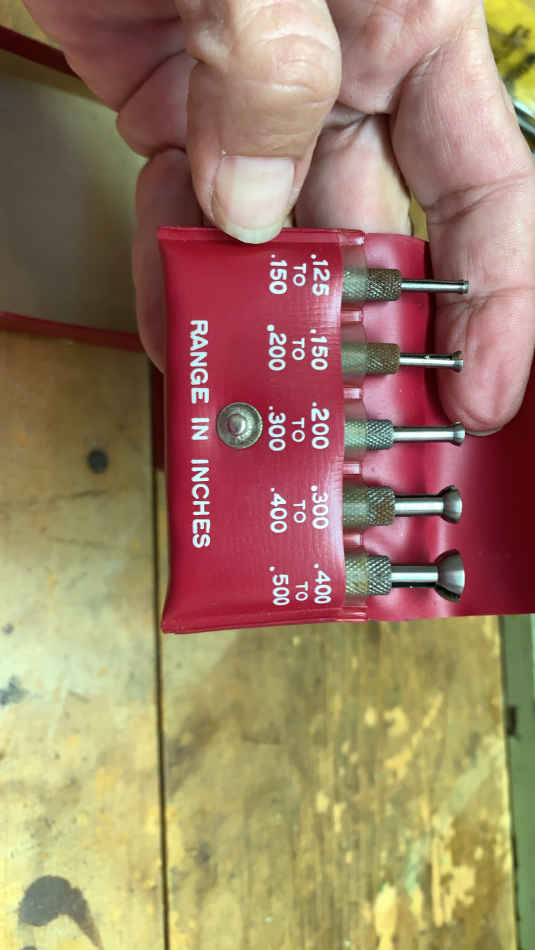 .125 .150 .200 .300 .400
TO TO TO TO TO
.150 .200 .300 .400 .500
RANGE IN INCHES